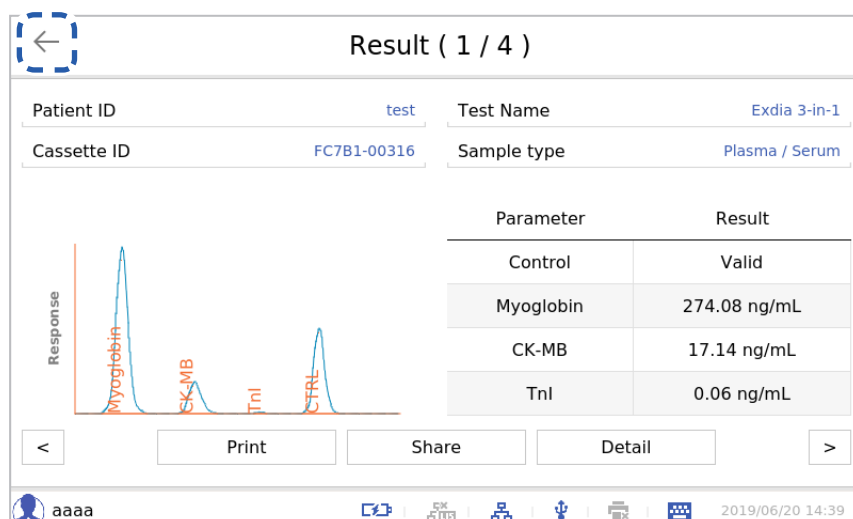 Result ( 1 / 4 )
Patient ID test
Test Name Exdia 3-in-1
Cassette ID FC7B1-00316
Sample type Plasma / Serum
Response
Myoglobin
CK-MB
TnI
CTRL
Parameter Result
Control Valid
Myoglobin 274.08 ng/mL
CK-MB 17.14 ng/mL
TnI 0.06 ng/mL
< Print Share Detail >
aaaa 2019/06/20 14:39